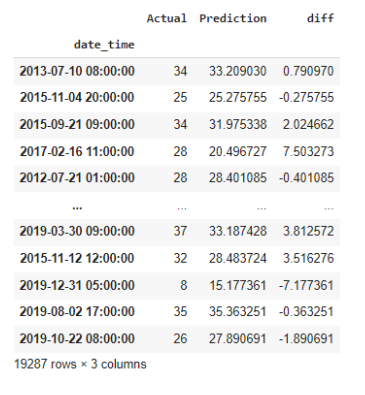 Actual Prediction diff
date_time
2013-07-10 08:00:00 34 33.209030 0.790970
2015-11-04 20:00:00 25 25.275755 -0.275755
2015-09-21 09:00:00 34 31.975338 2.024662
2017-02-16 11:00:00 28 20.496727 7.503273
2012-07-21 01:00:00 28 28.401085 -0.401085
... ... ... ...
2019-03-30 09:00:00 37 33.187428 3.812572
2015-11-12 12:00:00 32 28.483724 3.516276
2019-12-31 05:00:00 8 15.177361 -7.177361
2019-08-02 17:00:00 35 35.363251 -0.363251
2019-10-22 08:00:00 26 27.890691 -1.890691
19287 rows × 3 columns